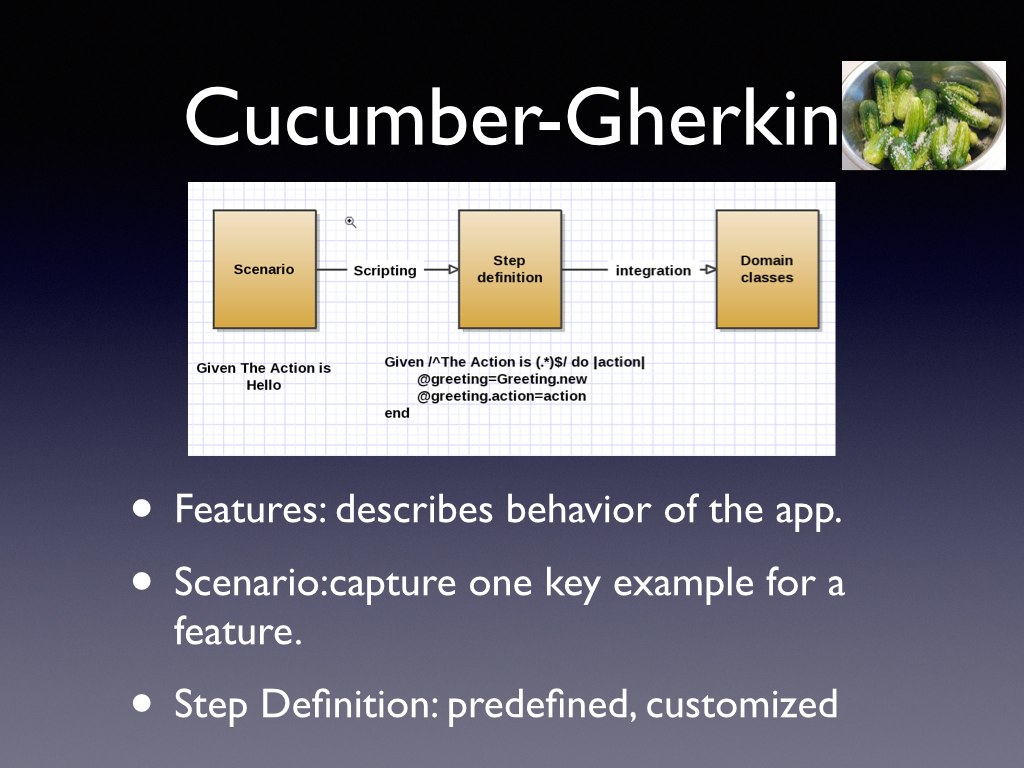 Cucumber-Gherkin
Scenario
Scripting
Step
definition
integration
Domain
classes
Given The Action is
Hello
Given /^The Action is (.*)$/ do |action|
@greeting=Greeting.new
@greeting.action=action
end
• Features: describes behavior of the app.
• Scenario:capture one key example for a
feature.
• Step Definition: predefined, customized